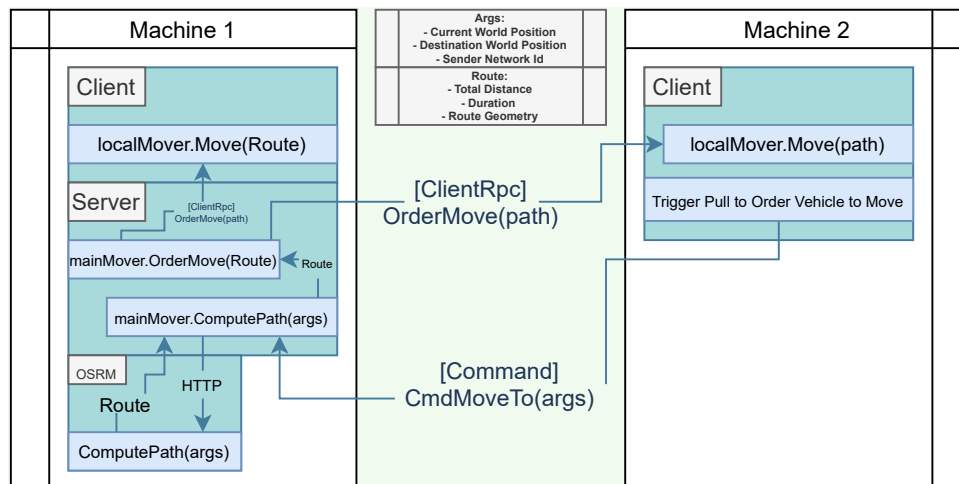 Machine 1
Args:
- Current World Position
- Destination World Position
- Sender Network Id
Route:
- Total Distance
- Duration
- Route Geometry
Machine 2
Client
localMover.Move(Route)
Server
[ClientRpc]
OrderMove(path)
mainMover.OrderMove(Route)
Route
mainMover.ComputePath(args)
OSRM
HTTP
Route
ComputePath(args)
[ClientRpc]
OrderMove(path)
[Command]
CmdMoveTo(args)
Client
localMover.Move(path)
Trigger Pull to Order Vehicle to Move